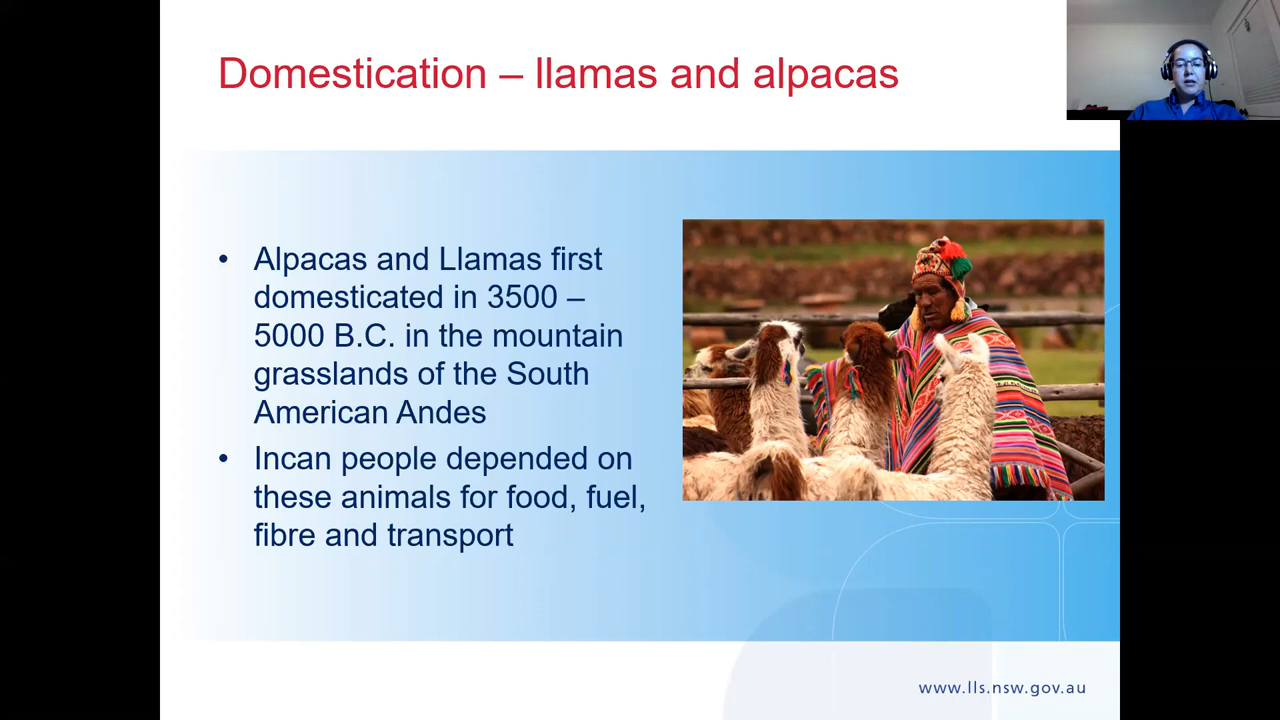 Domestication – llamas and alpacas
• Alpacas and Llamas first
domesticated in 3500 –
5000 B.C. in the mountain
grasslands of the South
American Andes
• Incan people depended on
these animals for food, fuel,
fibre and transport
www.lls.nsw.gov.au